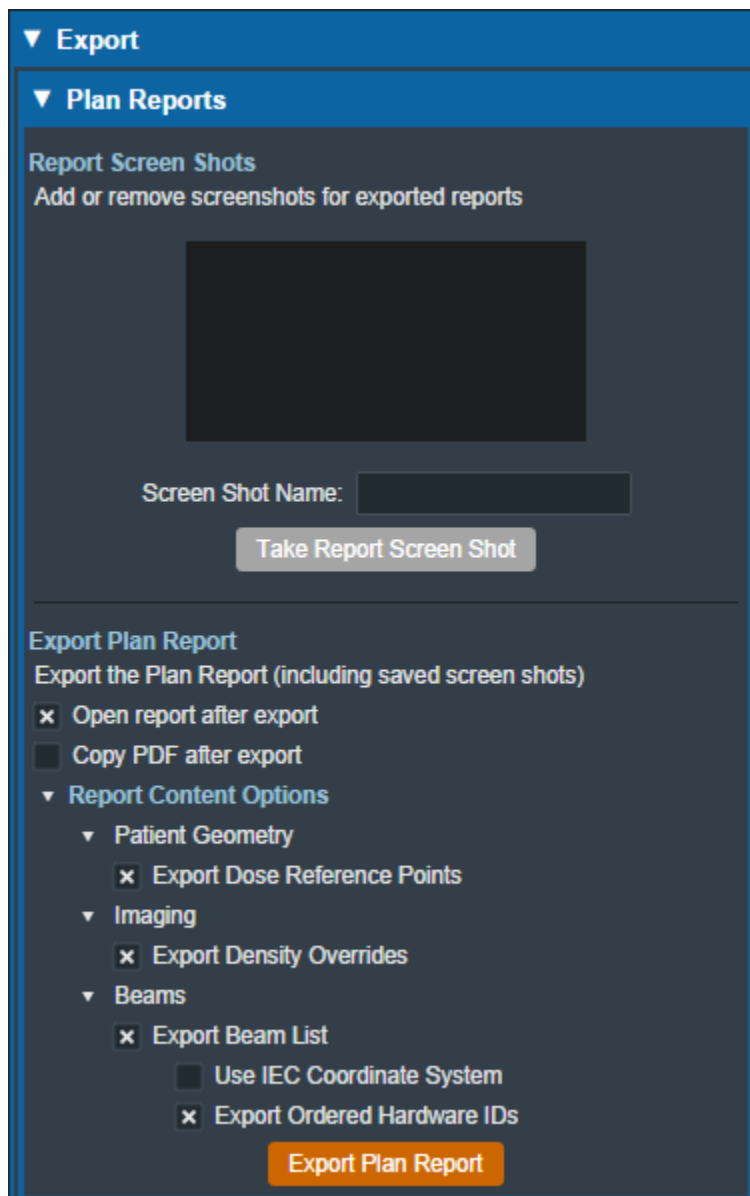 Export
Plan Reports
Report Screen Shots
Add or remove screenshots for exported reports
Screen Shot Name:
Take Report Screen Shot
Export Plan Report
Export the Plan Report (including saved screen shots)
Open report after export
Copy PDF after export
Report Content Options
Patient Geometry
Export Dose Reference Points
Imaging
Export Density Overrides
Beams
Export Beam List
Use IEC Coordinate System
Export Ordered Hardware IDs
Export Plan Report